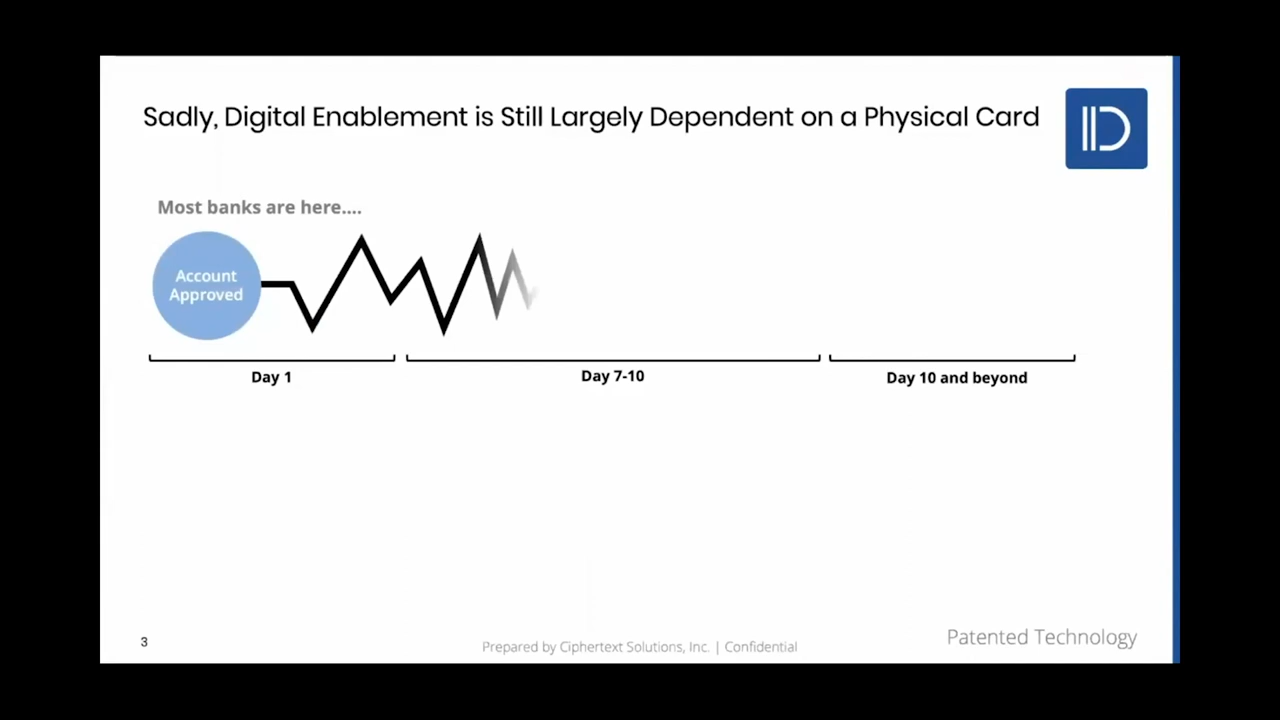 Sadly, Digital Enablement is Still Largely Dependent on a Physical Card
Most banks are here....
Account
Approved
Day 1
Day 7-10
Day 10 and beyond
3
Prepared by Ciphertext Solutions, Inc. | Confidential
Patented Technology